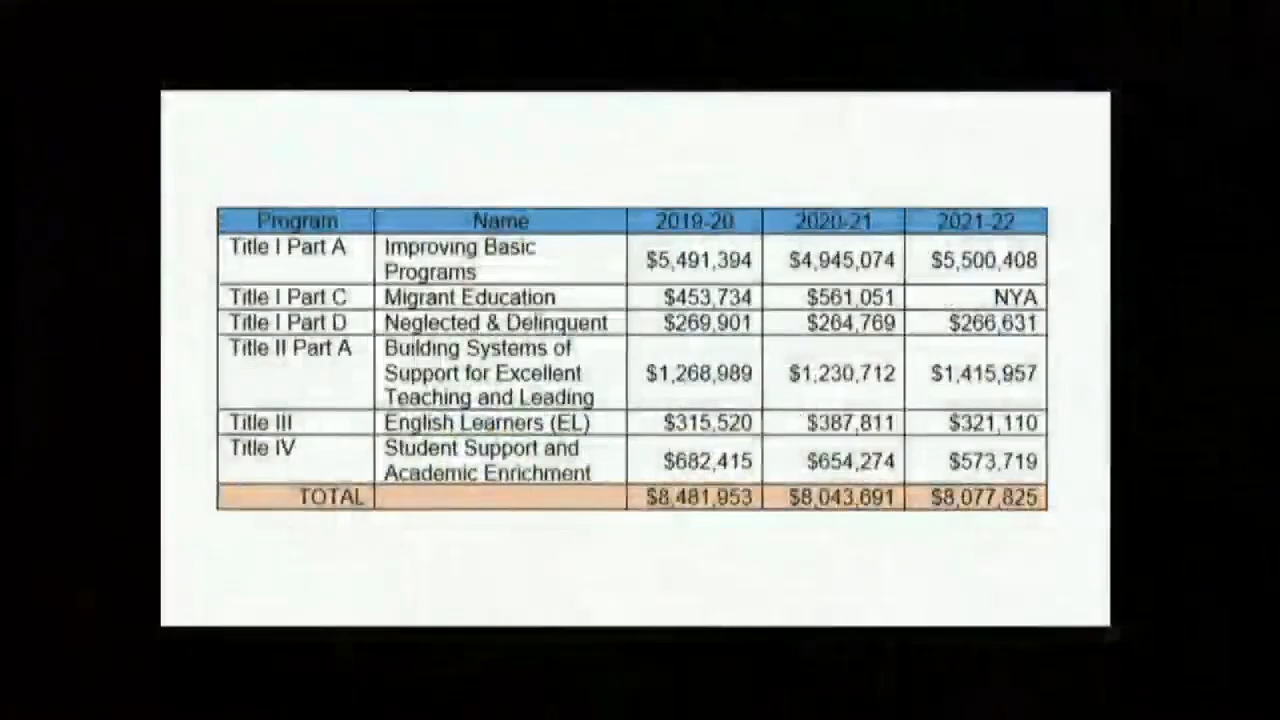 Program Name 2019-20 2020-21 2021-22
Title I Part A Improving Basic
Programs $5,491,394 $4,945,074 $5,500,408
Title I Part C Migrant Education $453,734 $561,051 NYA
Title I Part D Neglected & Delinquent $269,901 $264,769 $266,631
Title II Part A Building Systems of
Support for Excellent $1,268,989 $1,230,712 $1,415,957
Teaching and Leading
Title III English Learners (EL) $315,520 $387,811 $321,110
Title IV Student Support and
Academic Enrichment $682,415 $654,274 $573,719
TOTAL $8,481,953 $8,043,691 $8,077,825